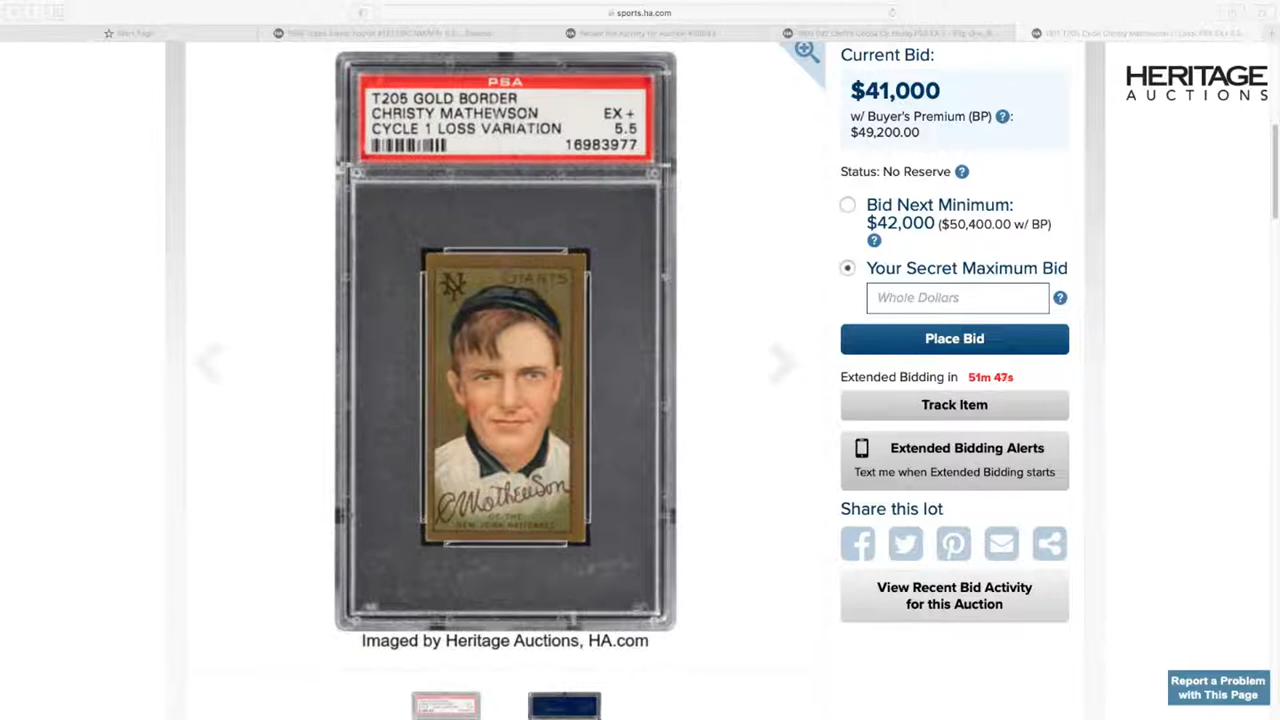 sports.ha.com
Start Page
PSA
T205 GOLD BORDER
CHRISTY MATHEWSON EX +
CYCLE 1 LOSS VARIATION 5.5
16983977
GIANTS
C Mathewson
OF THE
NEW YORK NATIONALS
Imaged by Heritage Auctions, HA.com
Current Bid:
$41,000
w/ Buyer's Premium (BP) ? :
$49,200.00
Status: No Reserve ?
Bid Next Minimum:
$42,000 ($50,400.00 w/ BP)
?
Your Secret Maximum Bid
Whole Dollars ?
Place Bid
Extended Bidding in 51m 47s
Track Item
Extended Bidding Alerts
Text me when Extended Bidding starts
Share this lot
View Recent Bid Activity
for this Auction
HERITAGE
AUCTIONS
Report a Problem
with This Page